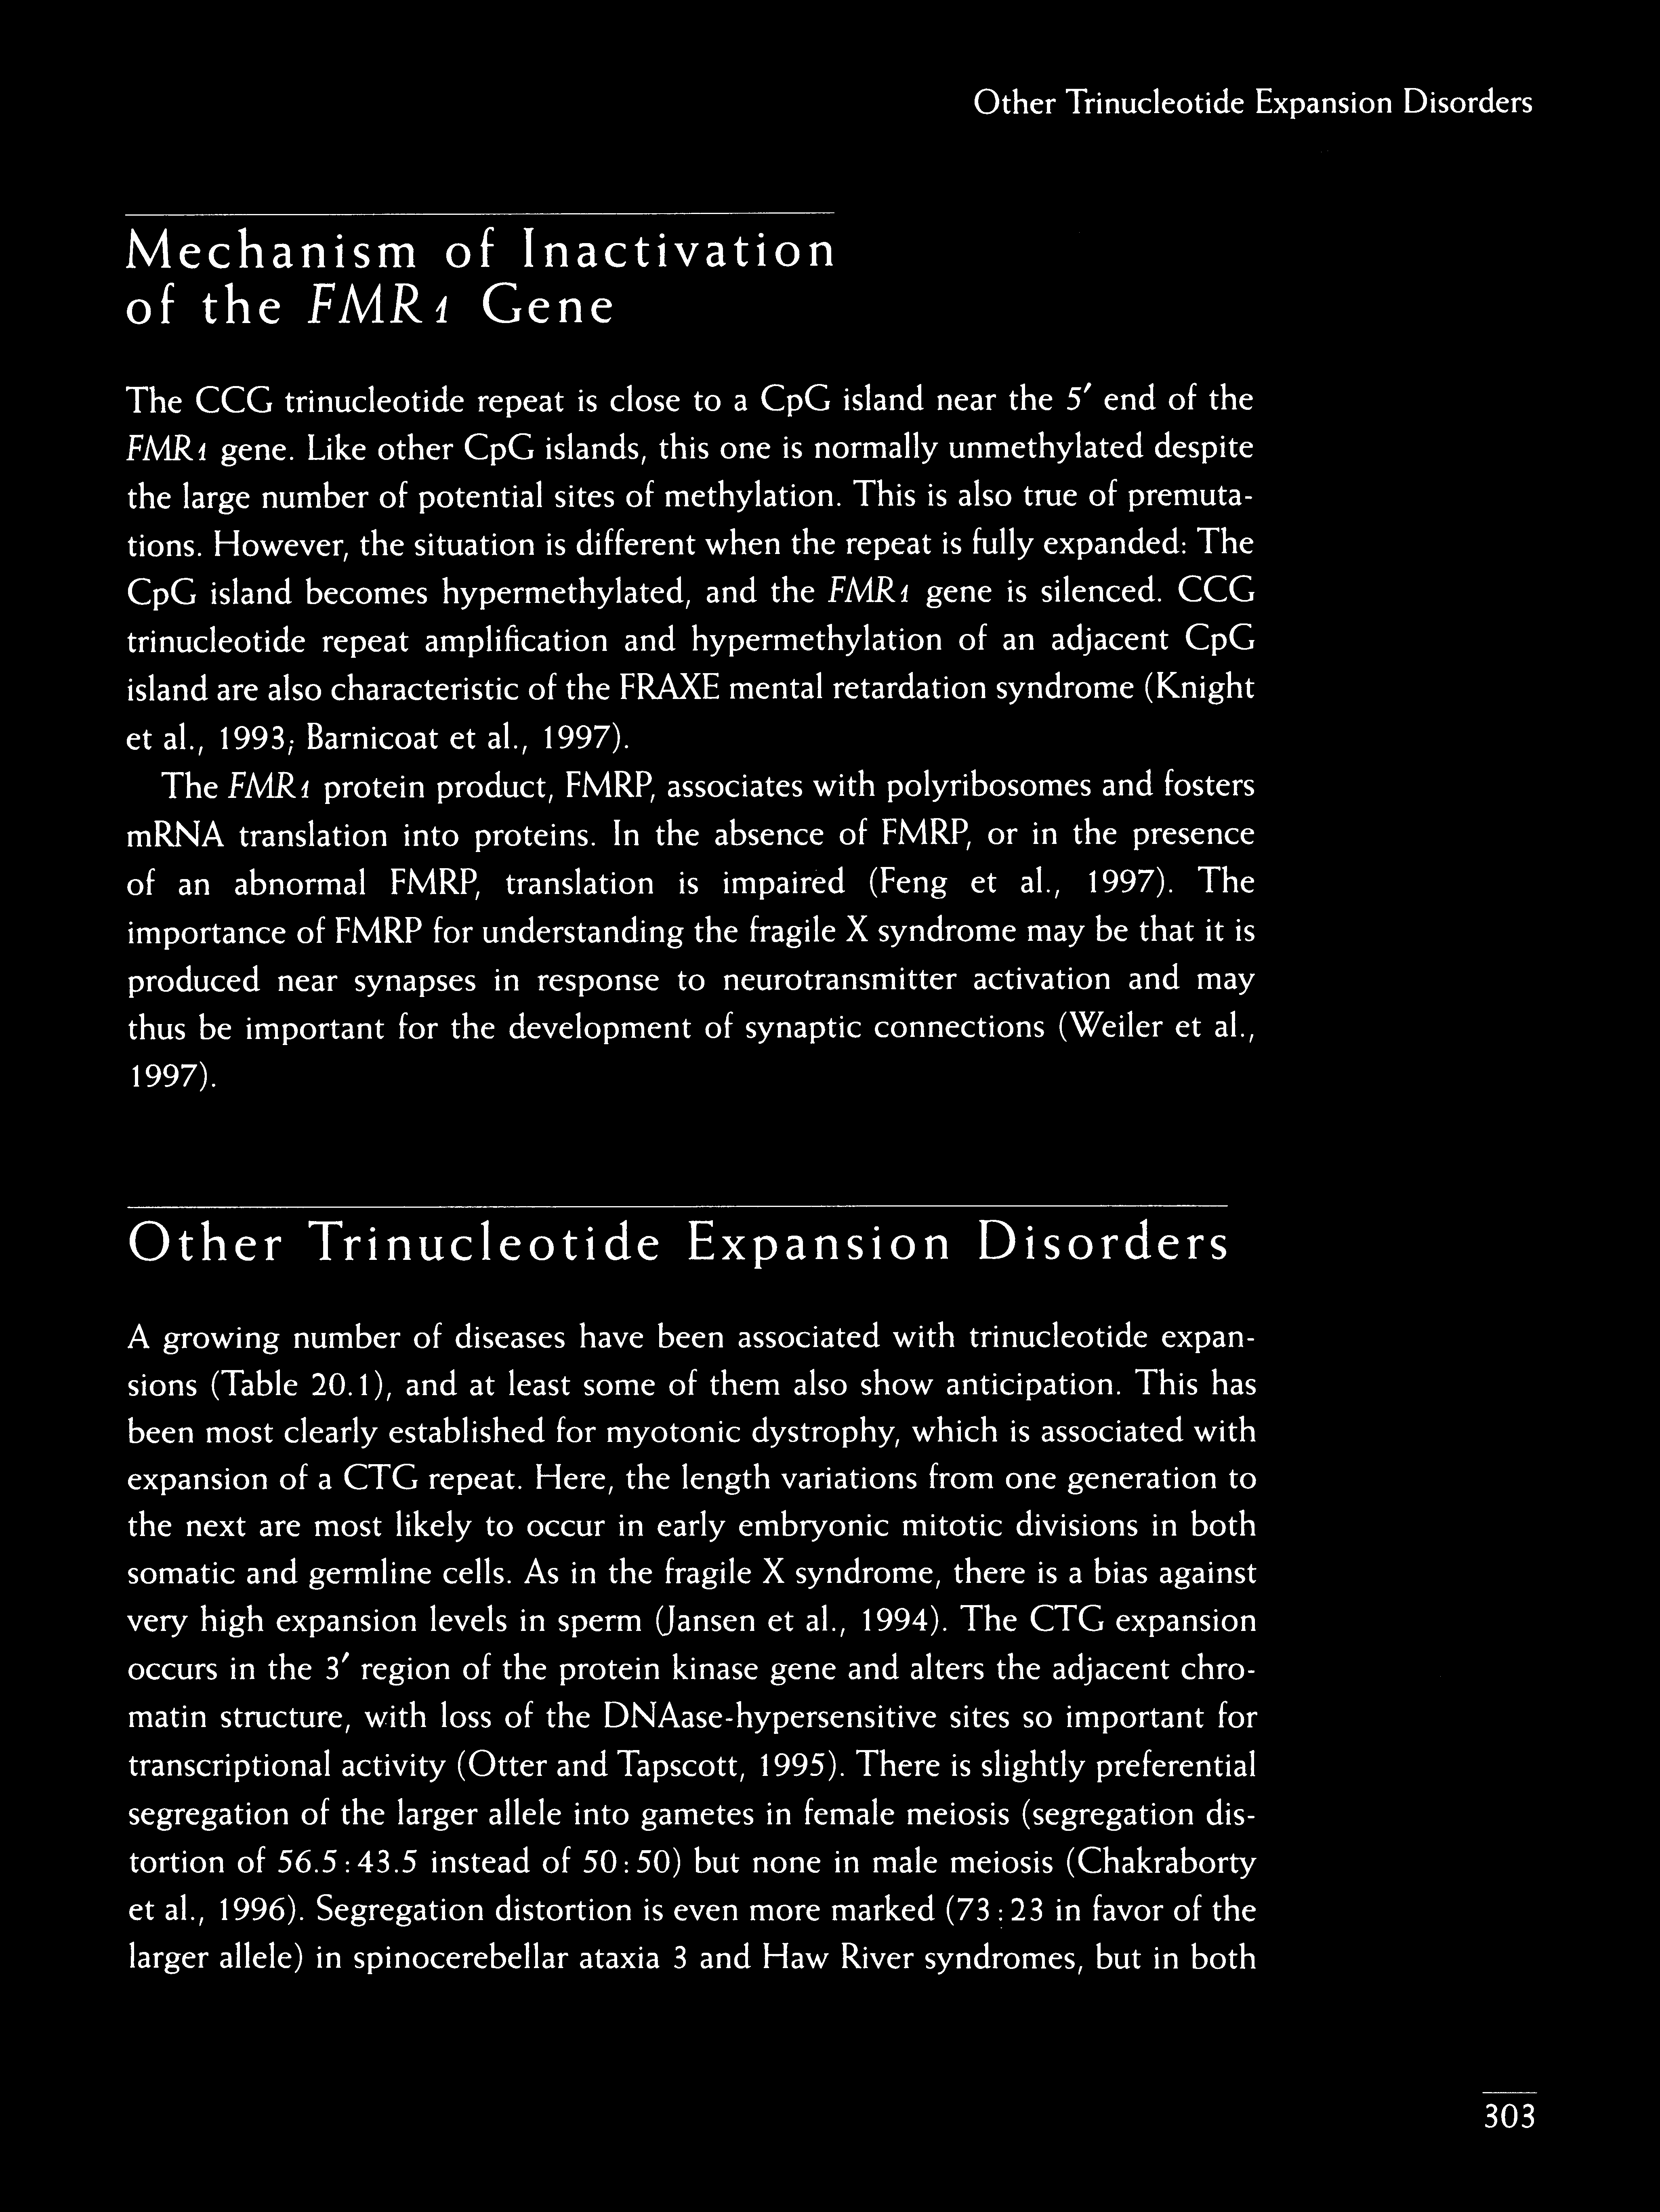 Other Trinucleotide Expansion Disorders
Mechanism of Inactivation
of the FMR1 Gene
The CCG trinucleotide repeat is close to a CpG island near the 5′ end of the
FMR1 gene. Like other CpG islands, this one is normally unmethylated despite
the large number of potential sites of methylation. This is also true of premuta-
tions. However, the situation is different when the repeat is fully expanded: The
CpG island becomes hypermethylated, and the FMR1 gene is silenced. CCG
trinucleotide repeat amplification and hypermethylation of an adjacent CpG
island are also characteristic of the FRAXE mental retardation syndrome (Knight
et al., 1993; Barnicoat et al., 1997).
The FMR1 protein product, FMRP, associates with polyribosomes and fosters
mRNA translation into proteins. In the absence of FMRP, or in the presence
of an abnormal FMRP, translation is impaired (Feng et al., 1997). The
importance of FMRP for understanding the fragile X syndrome may be that it is
produced near synapses in response to neurotransmitter activation and may
thus be important for the development of synaptic connections (Weiler et al.,
1997).
Other Trinucleotide Expansion Disorders
A growing number of diseases have been associated with trinucleotide expan-
sions (Table 20.1), and at least some of them also show anticipation. This has
been most clearly established for myotonic dystrophy, which is associated with
expansion of a CTG repeat. Here, the length variations from one generation to
the next are most likely to occur in early embryonic mitotic divisions in both
somatic and germline cells. As in the fragile X syndrome, there is a bias against
very high expansion levels in sperm (Jansen et al., 1994). The CTG expansion
occurs in the 3′ region of the protein kinase gene and alters the adjacent chro-
matin structure, with loss of the DNAase-hypersensitive sites so important for
transcriptional activity (Otter and Tapscott, 1995). There is slightly preferential
segregation of the larger allele into gametes in female meiosis (segregation dis-
tortion of 56.5:43.5 instead of 50:50) but none in male meiosis (Chakraborty
et al., 1996). Segregation distortion is even more marked (73:23 in favor of the
larger allele) in spinocerebellar ataxia 3 and Haw River syndromes, but in both
303